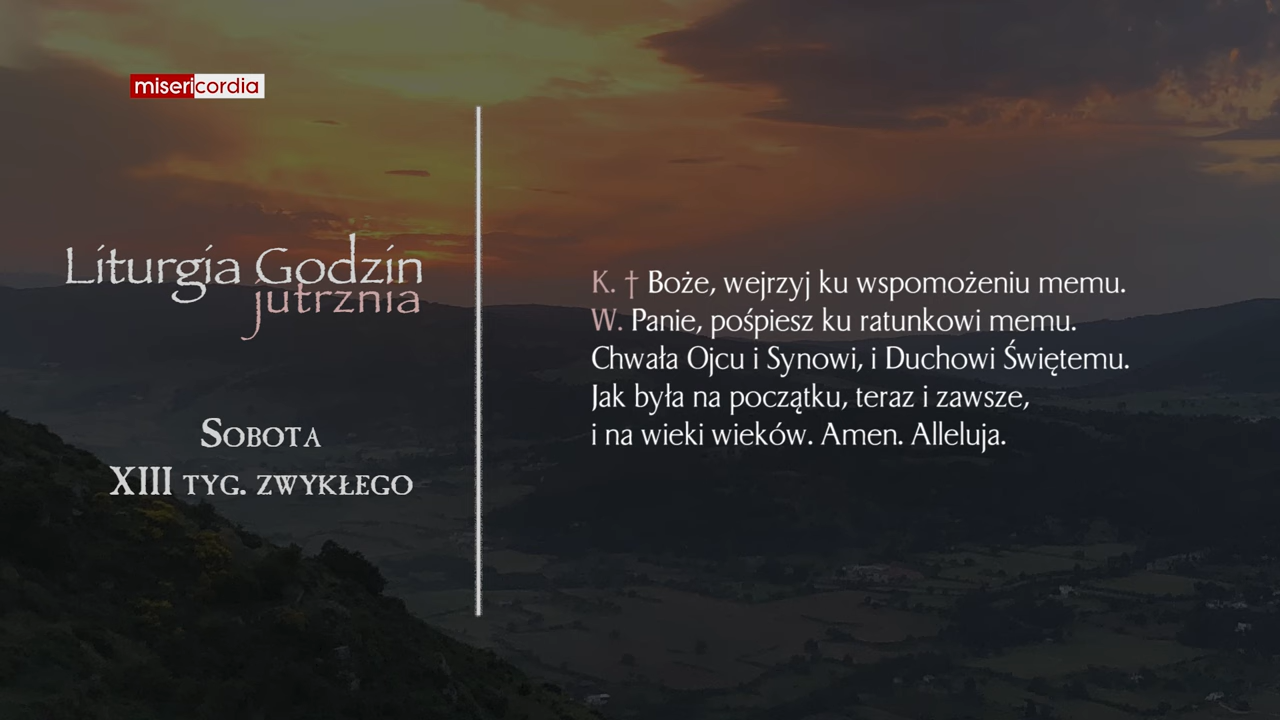 misericordia
Liturgia Godzin
jutrznia
Sobota
XIII tyg. zwykłego
K. † Boże, wejrzyj ku wspomożeniu memu.
W. Panie, pośpiesz ku ratunkowi memu.
Chwała Ojcu i Synowi, i Duchowi Świętemu.
Jak była na początku, teraz i zawsze,
i na wieki wieków. Amen. Alleluja.